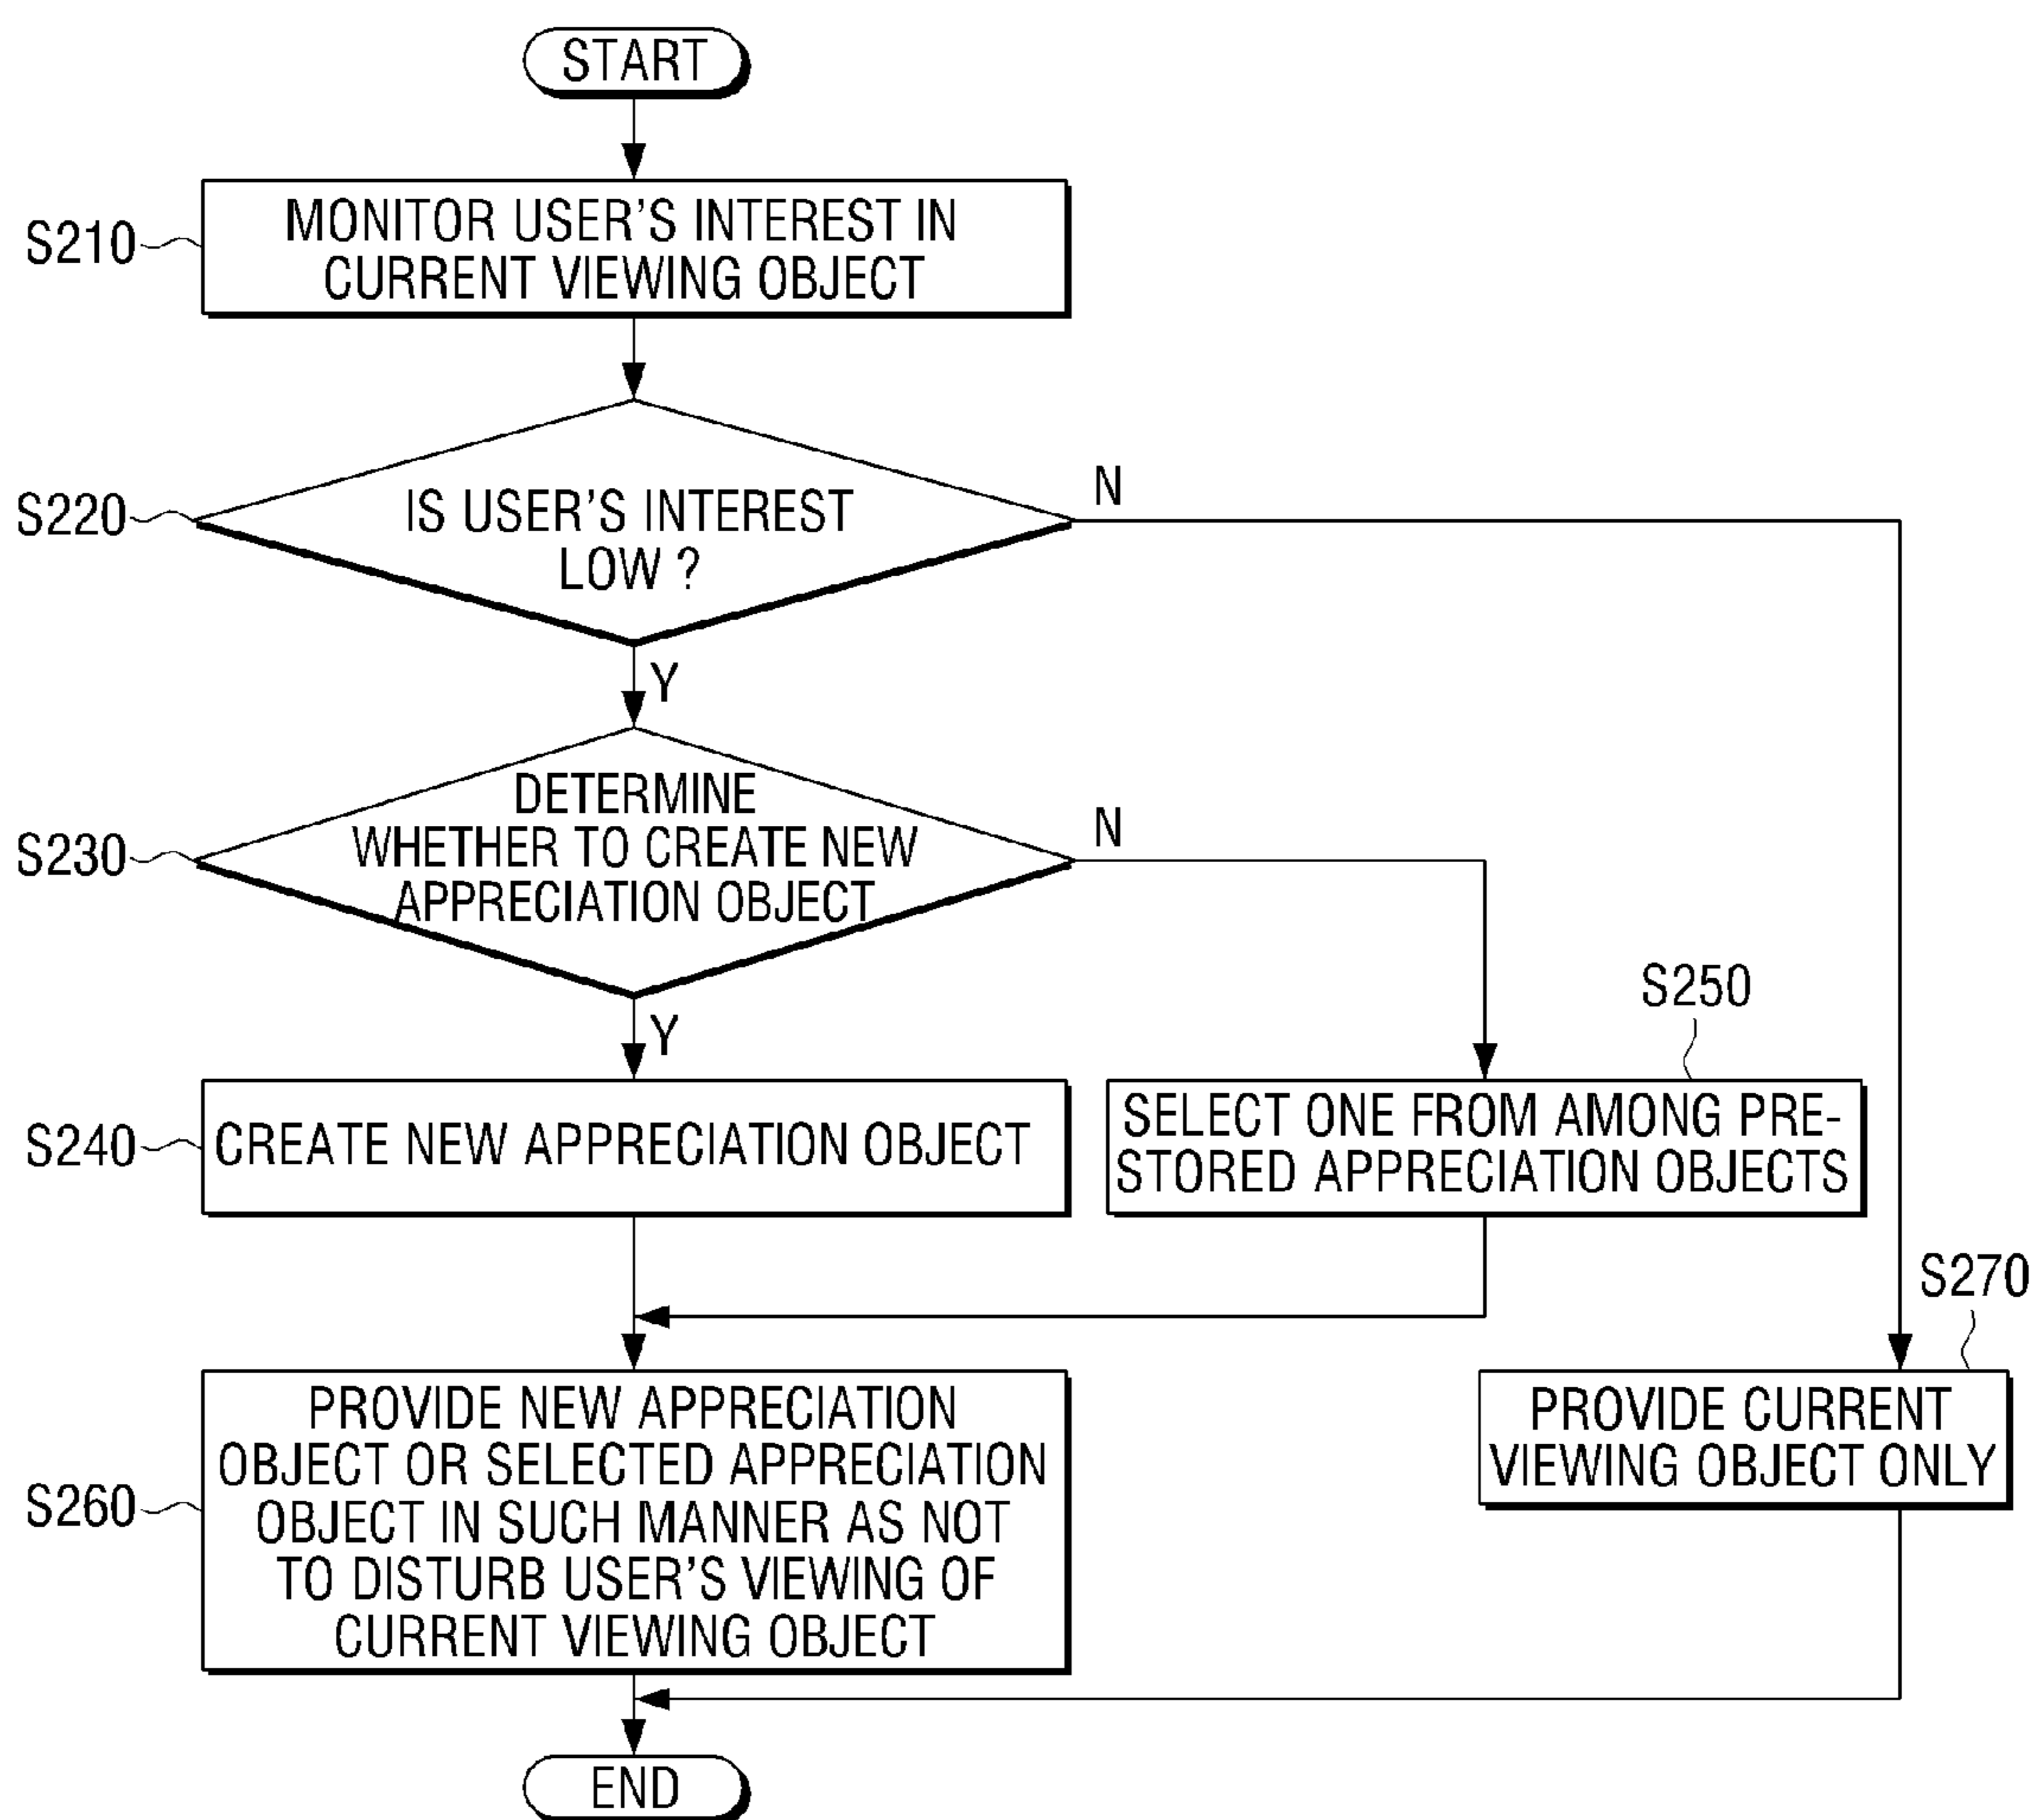 START
S210
MONITOR USER'S INTEREST IN
CURRENT VIEWING OBJECT
S220
IS USER'S INTEREST
LOW ?
N
Y
S230
DETERMINE
WHETHER TO CREATE NEW
APPRECIATION OBJECT
N
Y
S240
CREATE NEW APPRECIATION OBJECT
S250
SELECT ONE FROM AMONG PRE-
STORED APPRECIATION OBJECTS
S260
PROVIDE NEW APPRECIATION
OBJECT OR SELECTED APPRECIATION
OBJECT IN SUCH MANNER AS NOT
TO DISTURB USER'S VIEWING OF
CURRENT VIEWING OBJECT
S270
PROVIDE CURRENT
VIEWING OBJECT ONLY
END